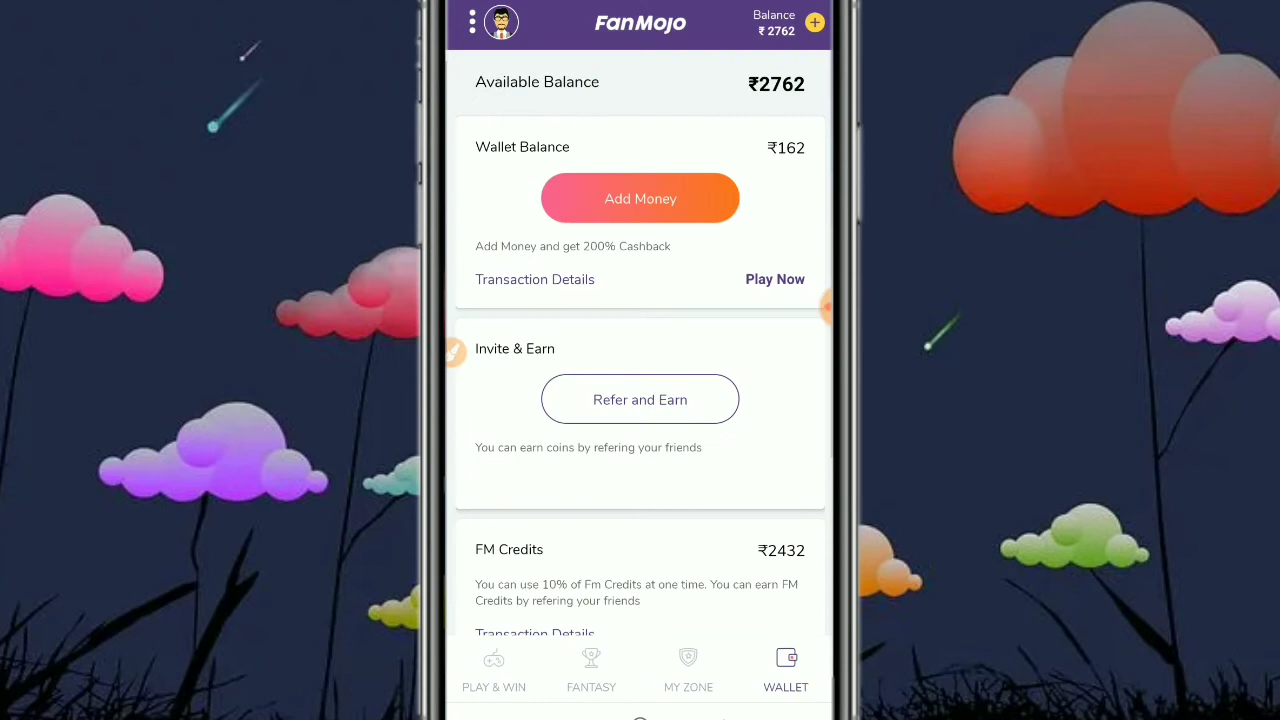 FanMojo
Balance
₹ 2762
Available Balance
₹2762
Wallet Balance
₹162
Add Money
Add Money and get 200% Cashback
Transaction Details
Play Now
Invite & Earn
Refer and Earn
You can earn coins by refering your friends
FM Credits
₹2432
You can use 10% of Fm Credits at one time. You can earn FM
Credits by refering your friends
Transaction Details
PLAY & WIN
FANTASY
MY ZONE
WALLET